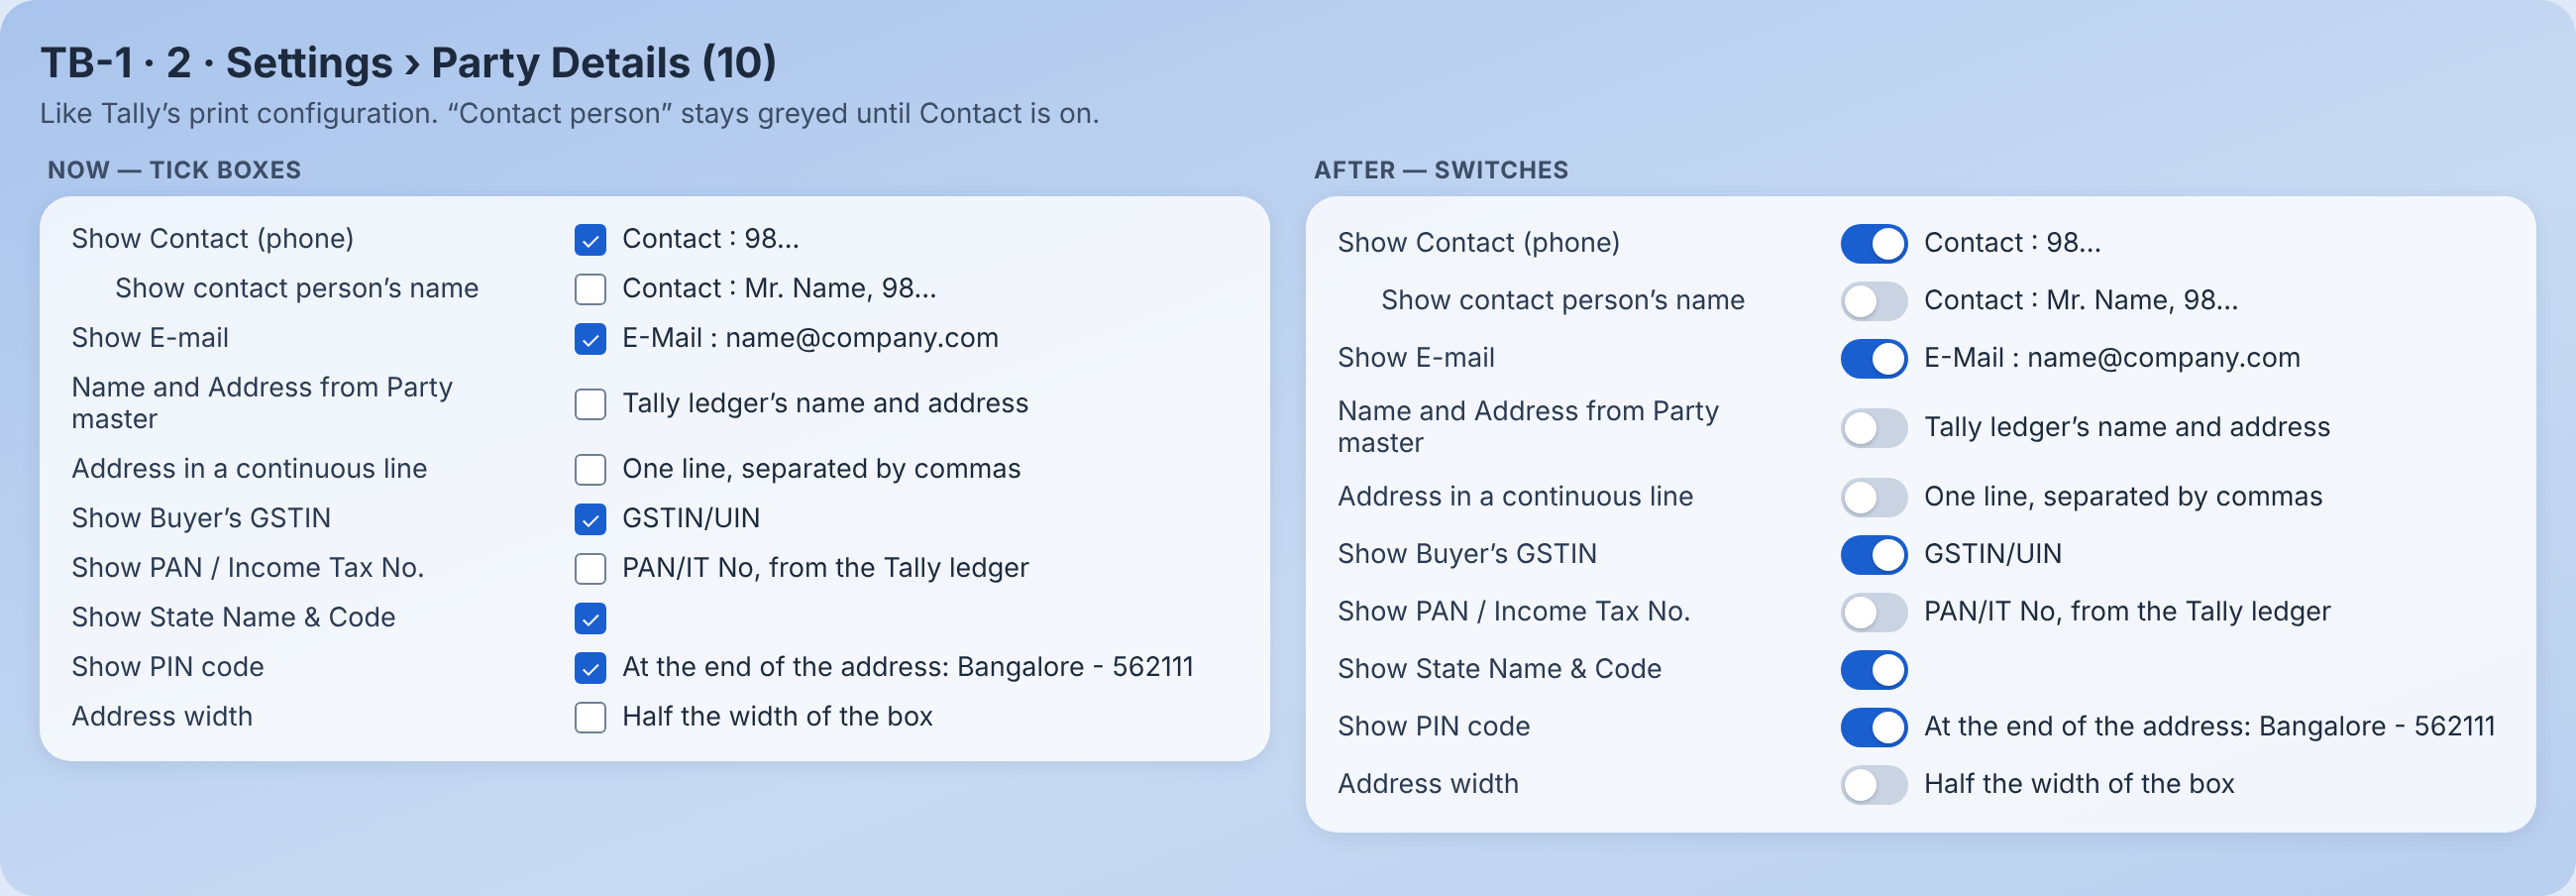 TB-1 · 2 · Settings › Party Details (10)
Like Tally’s print configuration. “Contact person” stays greyed until Contact is on.
NOW — TICK BOXES
Show Contact (phone) Contact : 98…
Show contact person’s name Contact : Mr. Name, 98…
Show E-mail E-Mail : name@company.com
Name and Address from Party
master
Tally ledger’s name and address
Address in a continuous line One line, separated by commas
Show Buyer’s GSTIN GSTIN/UIN
Show PAN / Income Tax No. PAN/IT No, from the Tally ledger
Show State Name & Code
Show PIN code At the end of the address: Bangalore - 562111
Address width Half the width of the box
AFTER — SWITCHES
Show Contact (phone) Contact : 98…
Show contact person’s name Contact : Mr. Name, 98…
Show E-mail E-Mail : name@company.com
Name and Address from Party
master
Tally ledger’s name and address
Address in a continuous line One line, separated by commas
Show Buyer’s GSTIN GSTIN/UIN
Show PAN / Income Tax No. PAN/IT No, from the Tally ledger
Show State Name & Code
Show PIN code At the end of the address: Bangalore - 562111
Address width Half the width of the box